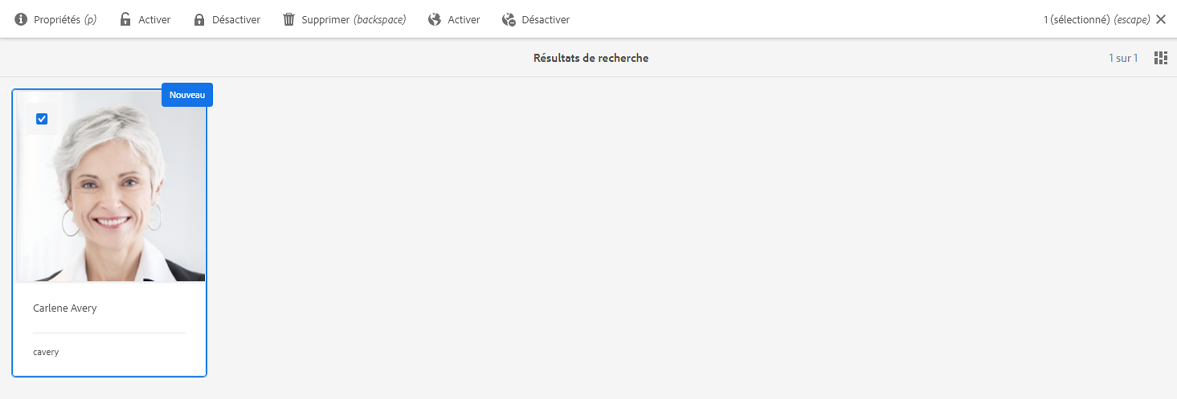 Propriétés (p) Activer Désactiver Supprimer (backspace) Activer Désactiver 1 (sélectionné) (escape)
Résultats de recherche 1 sur 1
Nouveau
Carlene Avery
cavery